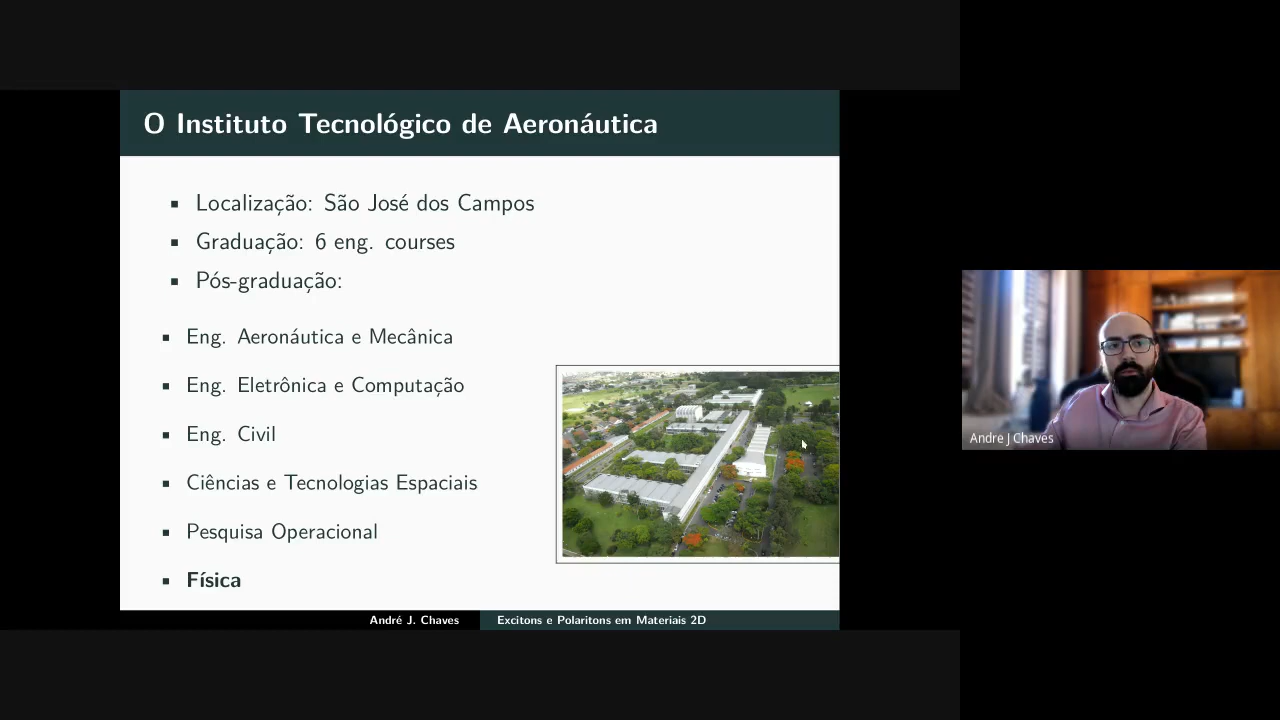 O Instituto Tecnológico de Aeronáutica
Localização: São José dos Campos
Graduação: 6 eng. courses
Pós-graduação:
Eng. Aeronáutica e Mecânica
Eng. Eletrônica e Computação
Eng. Civil
Ciências e Tecnologias Espaciais
Pesquisa Operacional
Física
André J. Chaves
Excitons e Polaritons em Materiais 2D
Andre J Chaves